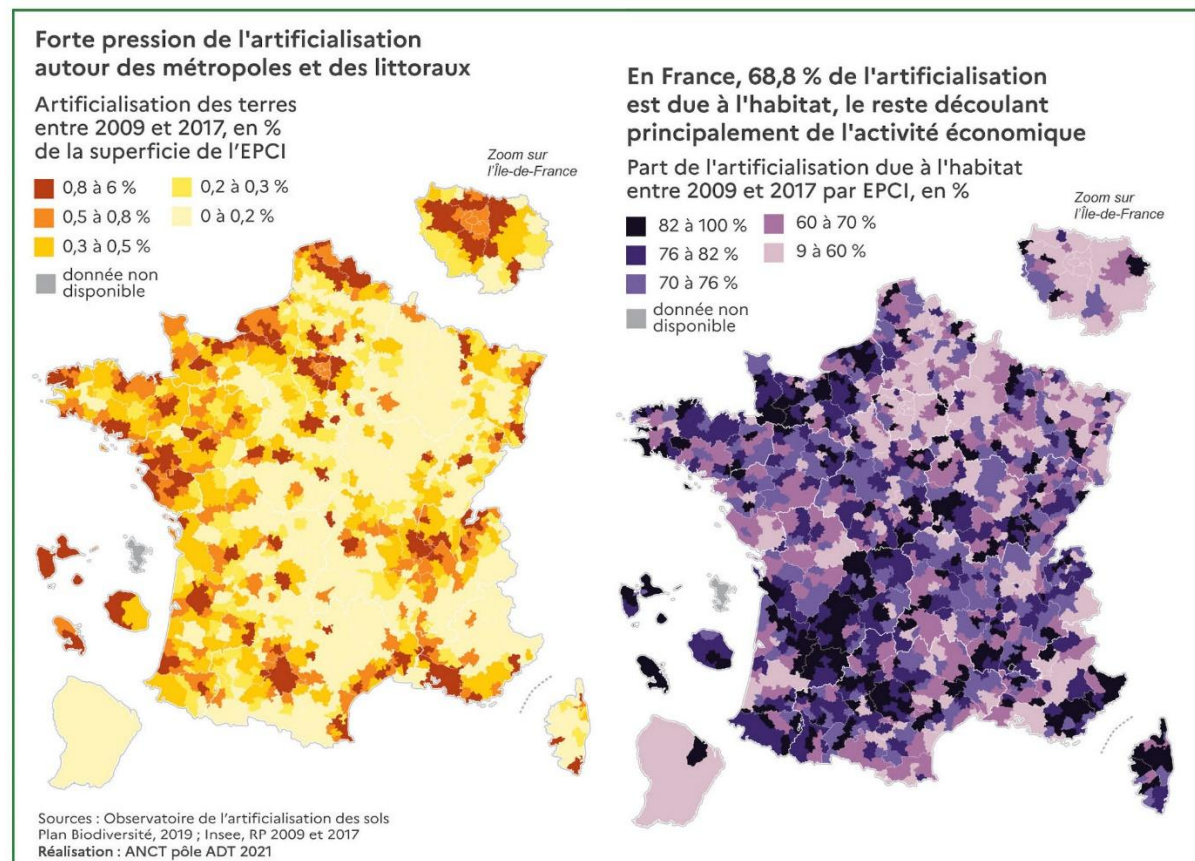 Forte pression de l'artificialisation
autour des métropoles et des littoraux
Artificialisation des terres
entre 2009 et 2017, en %
de la superficie de l'EPCI
0,8 à 6 %
0,2 à 0,3 %
0,5 à 0,8 %
0 à 0,2 %
0,3 à 0,5 %
donnée non
disponible
Zoom sur
l'Île-de-France
Sources : Observatoire de l'artificialisation des sols
Plan Biodiversité, 2019 ; Insee, RP 2009 et 2017
Réalisation : ANCT pôle ADT 2021
En France, 68,8 % de l'artificialisation
est due à l'habitat, le reste découlant
principalement de l'activité économique
Part de l'artificialisation due à l'habitat
entre 2009 et 2017 par EPCI, en %
82 à 100 %
60 à 70 %
76 à 82 %
9 à 60 %
70 à 76 %
donnée non
disponible
Zoom sur
l'Île-de-France